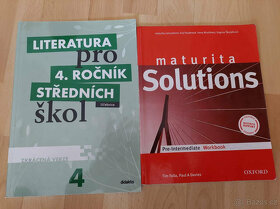 LITERATURA
pro
4. ROČNÍK
STŘEDNÍCH
škol
Učebnice
ZKRÁCENÁ VERZE
4
didaktis
maturita
Solutions
Pre-Intermediate Workbook
Tim Falla, Paul A Davies
OXFORD